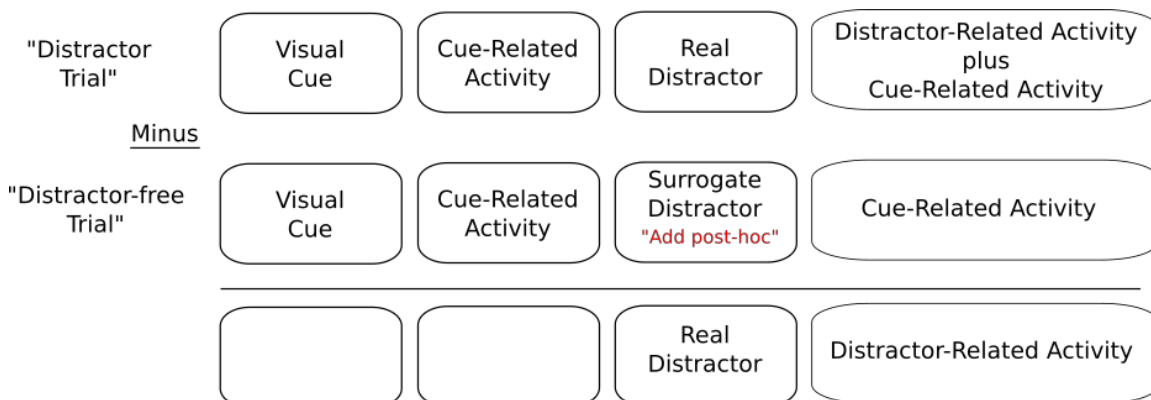 "Distractor
Trial"
Visual
Cue
Cue-Related
Activity
Real
Distractor
Distractor-Related Activity
plus
Cue-Related Activity
Minus
"Distractor-free
Trial"
Visual
Cue
Cue-Related
Activity
Surrogate
Distractor
"Add post-hoc"
Cue-Related Activity
Real
Distractor
Distractor-Related Activity